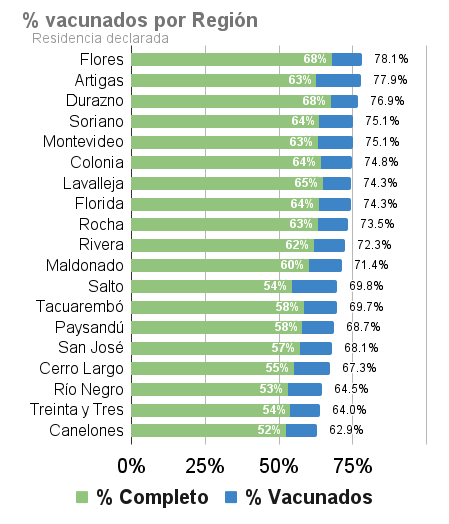 % vacunados por Región
Residencia declarada
Flores 68% 78.1%
Artigas 63% 77.9%
Durazno 68% 76.9%
Soriano 64% 75.1%
Montevideo 63% 75.1%
Colonia 64% 74.8%
Lavalleja 65% 74.3%
Florida 64% 74.3%
Rocha 63% 73.5%
Rivera 62% 72.3%
Maldonado 60% 71.4%
Salto 54% 69.8%
Tacuarembó 58% 69.7%
Paysandú 58% 68.7%
San José 57% 68.1%
Cerro Largo 55% 67.3%
Río Negro 53% 64.5%
Treinta y Tres 54% 64.0%
Canelones 52% 62.9%
0% 25% 50% 75%
% Completo % Vacunados